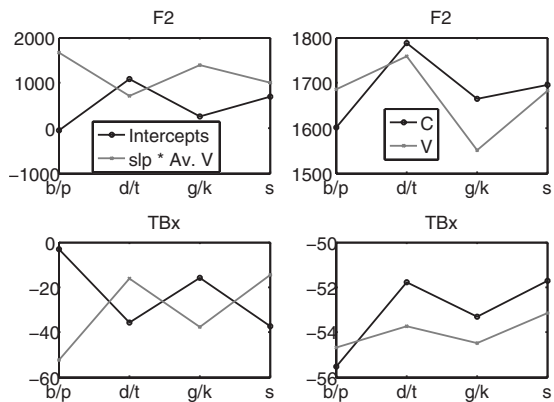 F2
2000
1000
0
−1000
b/p d/t g/k s
Intercepts
slp * Av. V
F2
1800
1700
1600
1500
b/p d/t g/k s
C
V
TBx
0
−20
−40
−60
b/p d/t g/k s
TBx
−50
−52
−54
−56
b/p d/t g/k s